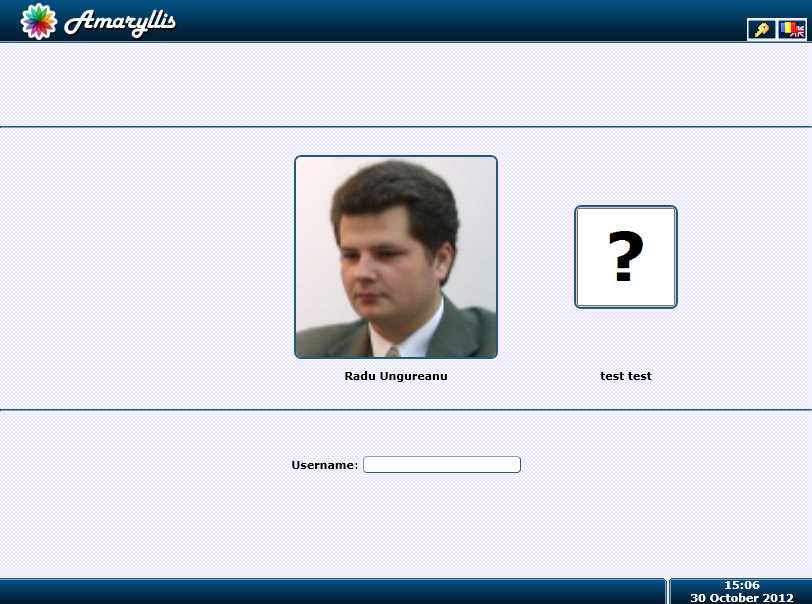 Amaryllis
?
Radu Ungureanu
test test
Username:
15:06
30 October 2012